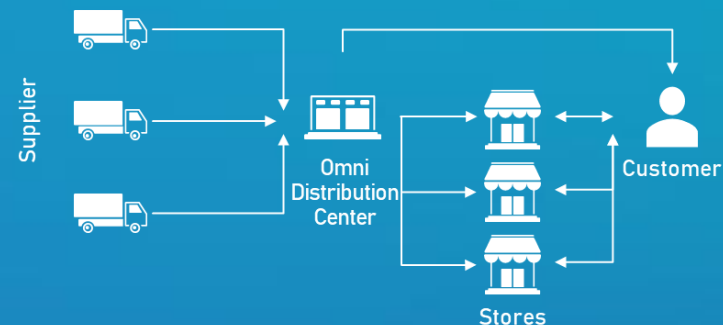 Supplier
Omni
Distribution
Center
Stores
Customer